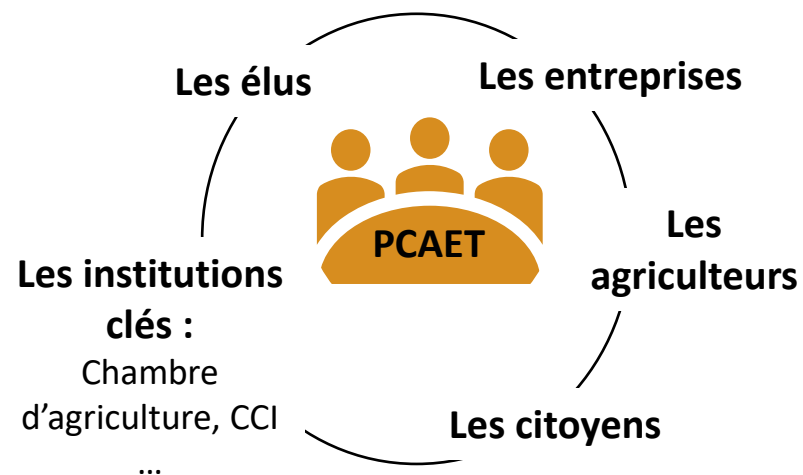 Les élus
Les entreprises
PCAET
Les
agriculteurs
Les institutions
clés :
Chambre
d’agriculture, CCI
…
Les citoyens